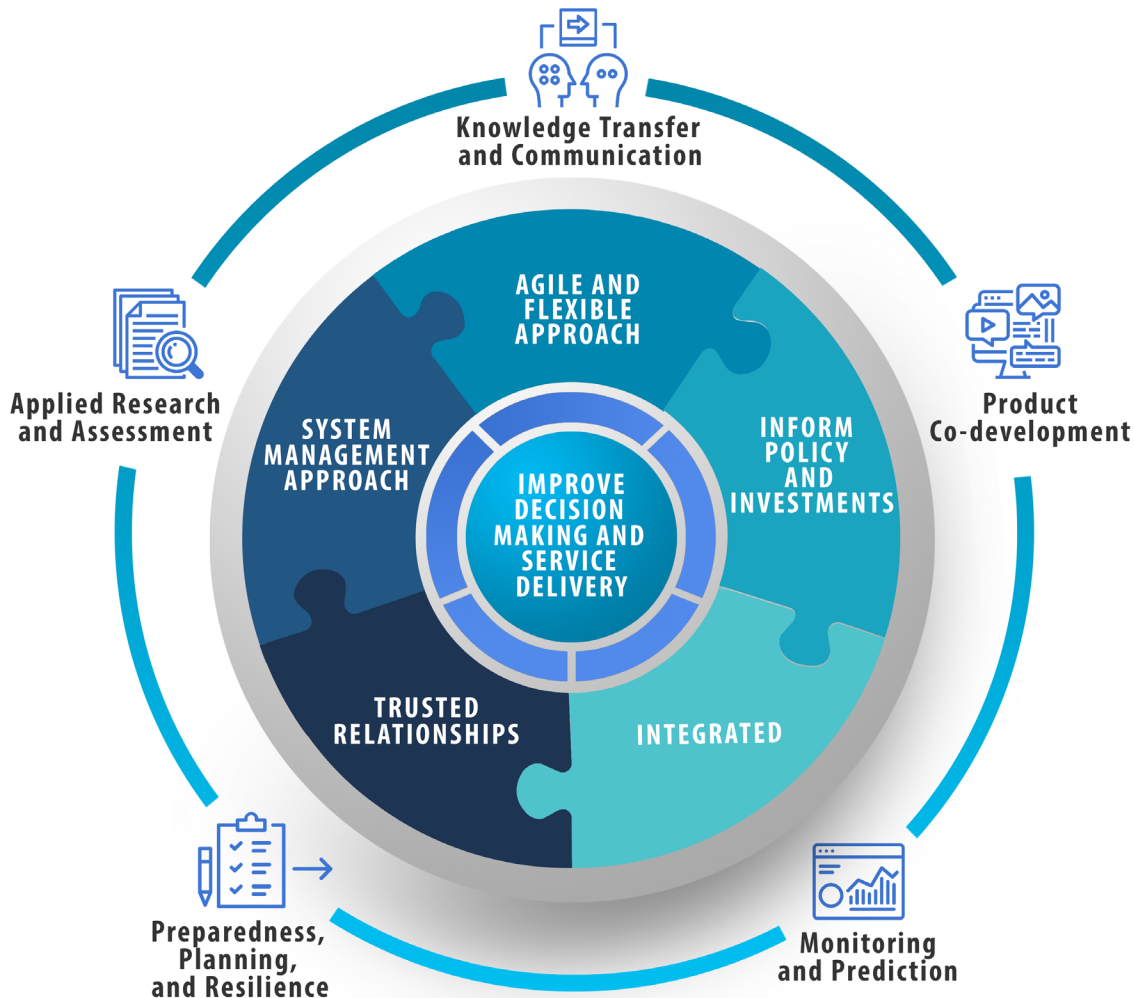 Knowledge Transfer
and Communication
Applied Research
and Assessment
Product
Co-development
AGILE AND
FLEXIBLE
APPROACH
SYSTEM
MANAGEMENT
APPROACH
INFORM
POLICY
AND
INVESTMENTS
IMPROVE
DECISION
MAKING AND
SERVICE
DELIVERY
TRUSTED
RELATIONSHIPS
INTEGRATED
Preparedness,
Planning,
and Resilience
Monitoring
and Prediction